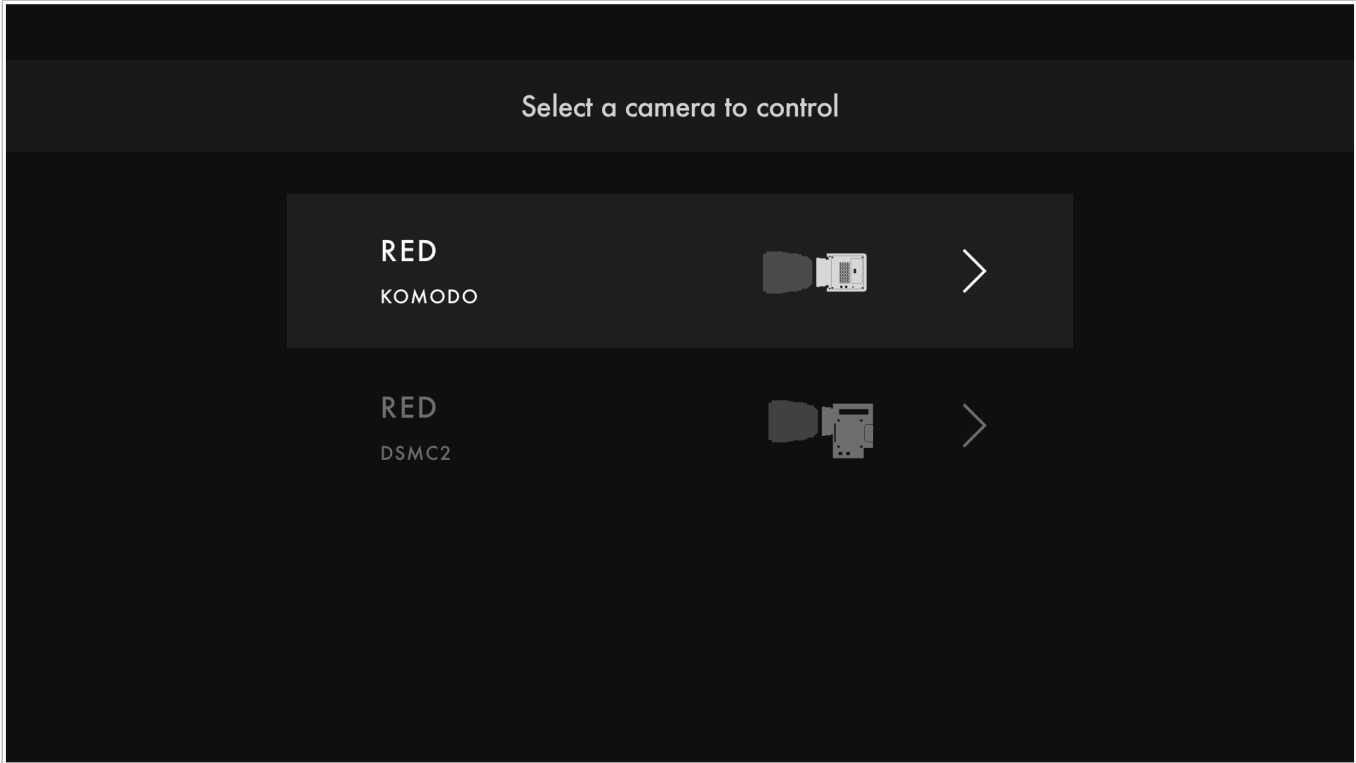 Select a camera to control
RED
KOMODO
RED
DSMC2